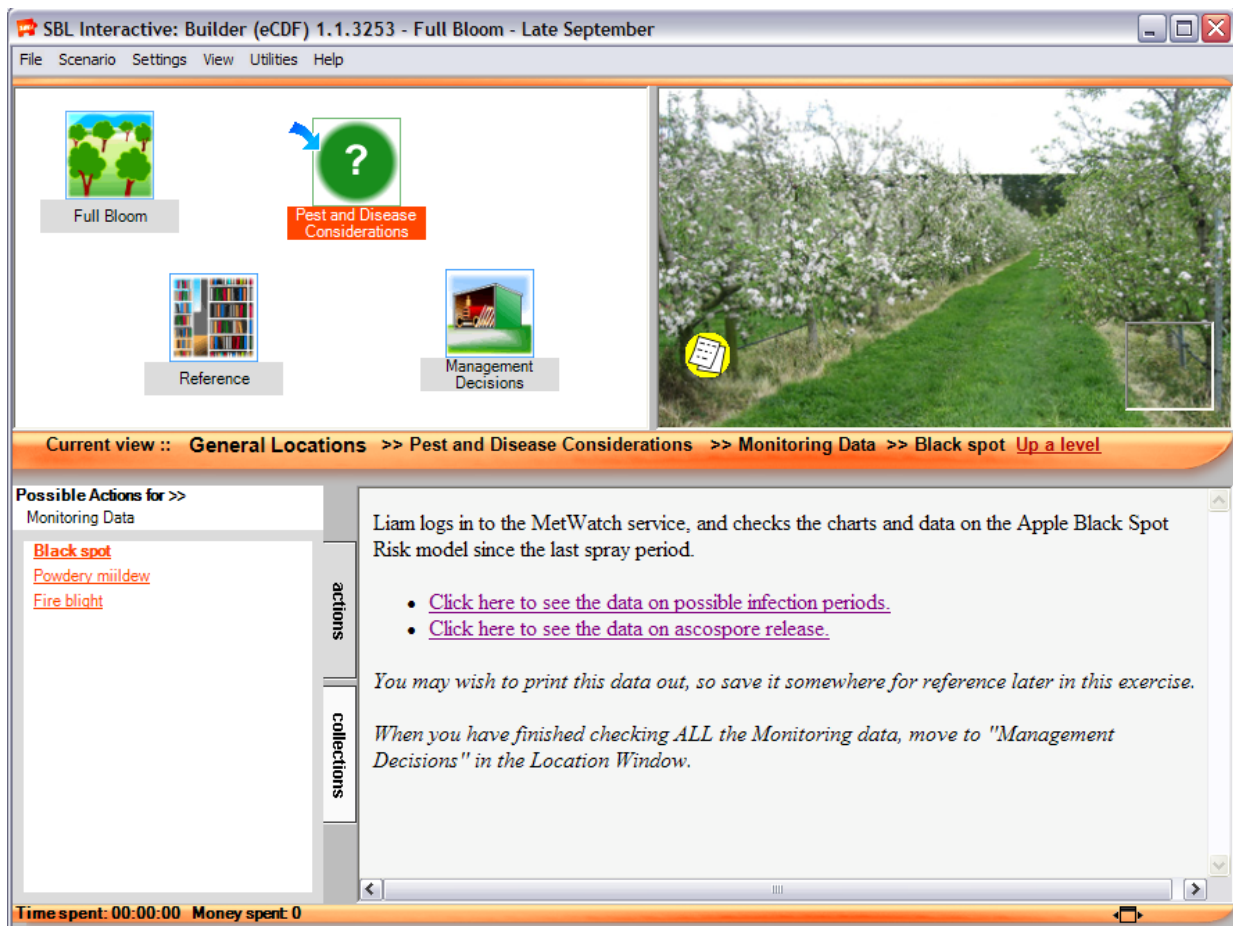 SBL Interactive: Builder (eCDF) 1.1.3253 - Full Bloom - Late September
File Scenario Settings View Utilities Help
?
Full Bloom
Pest and Disease
Considerations
Reference
Management
Decisions
Current view :: General Locations >> Pest and Disease Considerations >> Monitoring Data >> Black spot Up a level
Possible Actions for >>
Monitoring Data
Black spot
Powdery miildew
Fire blight
actions
collections
Liam logs in to the MetWatch service, and checks the charts and data on the Apple Black Spot
Risk model since the last spray period.
• Click here to see the data on possible infection periods.
• Click here to see the data on ascospore release.
You may wish to print this data out, so save it somewhere for reference later in this exercise.
When you have finished checking ALL the Monitoring data, move to "Management
Decisions" in the Location Window.
Time spent: 00:00:00 Money spent: 0